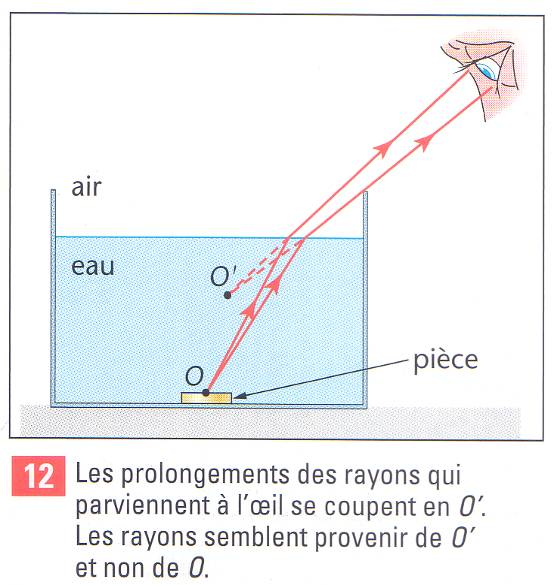 air
eau
O'
O
pièce
12 Les prolongements des rayons qui
parviennent à l'œil se coupent en O'.
Les rayons semblent provenir de O'
et non de O.